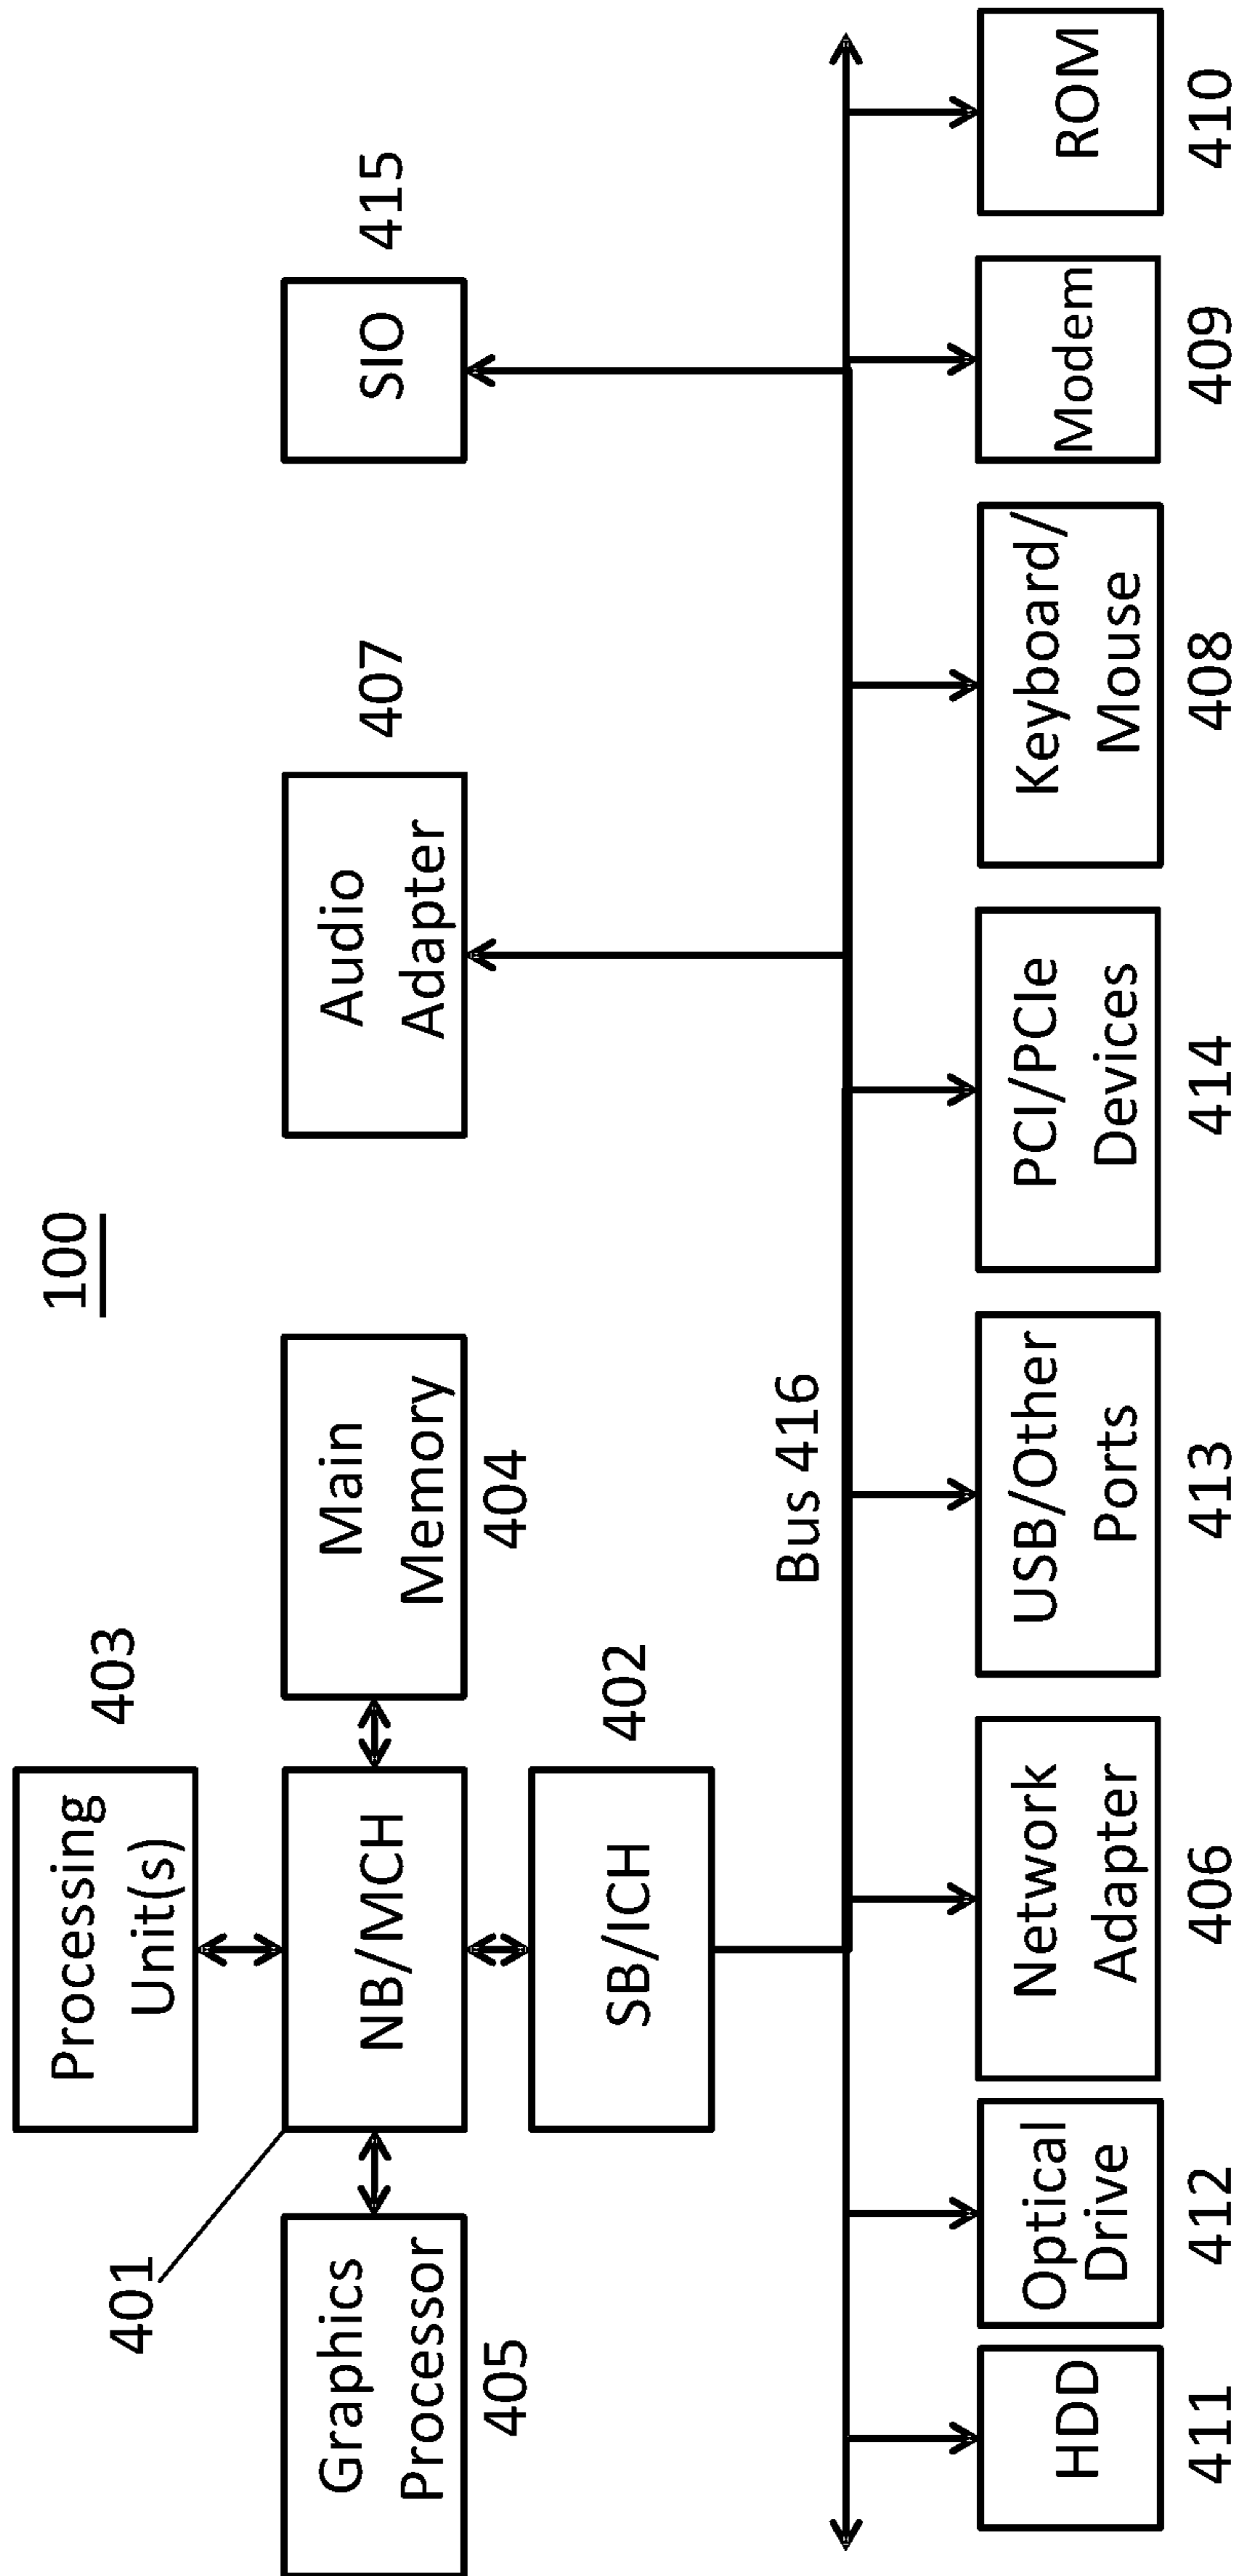 100
403
Processing
Unit(s)
401
Graphics
Processor
405
NB/MCH
Main
Memory
404
Audio
Adapter
407
SIO
415
SB/ICH
402
Bus 416
HDD
411
Optical
Drive
412
Network
Adapter
406
USB/Other
Ports
413
PCI/PCIe
Devices
414
Keyboard/
Mouse
408
Modem
409
ROM
410